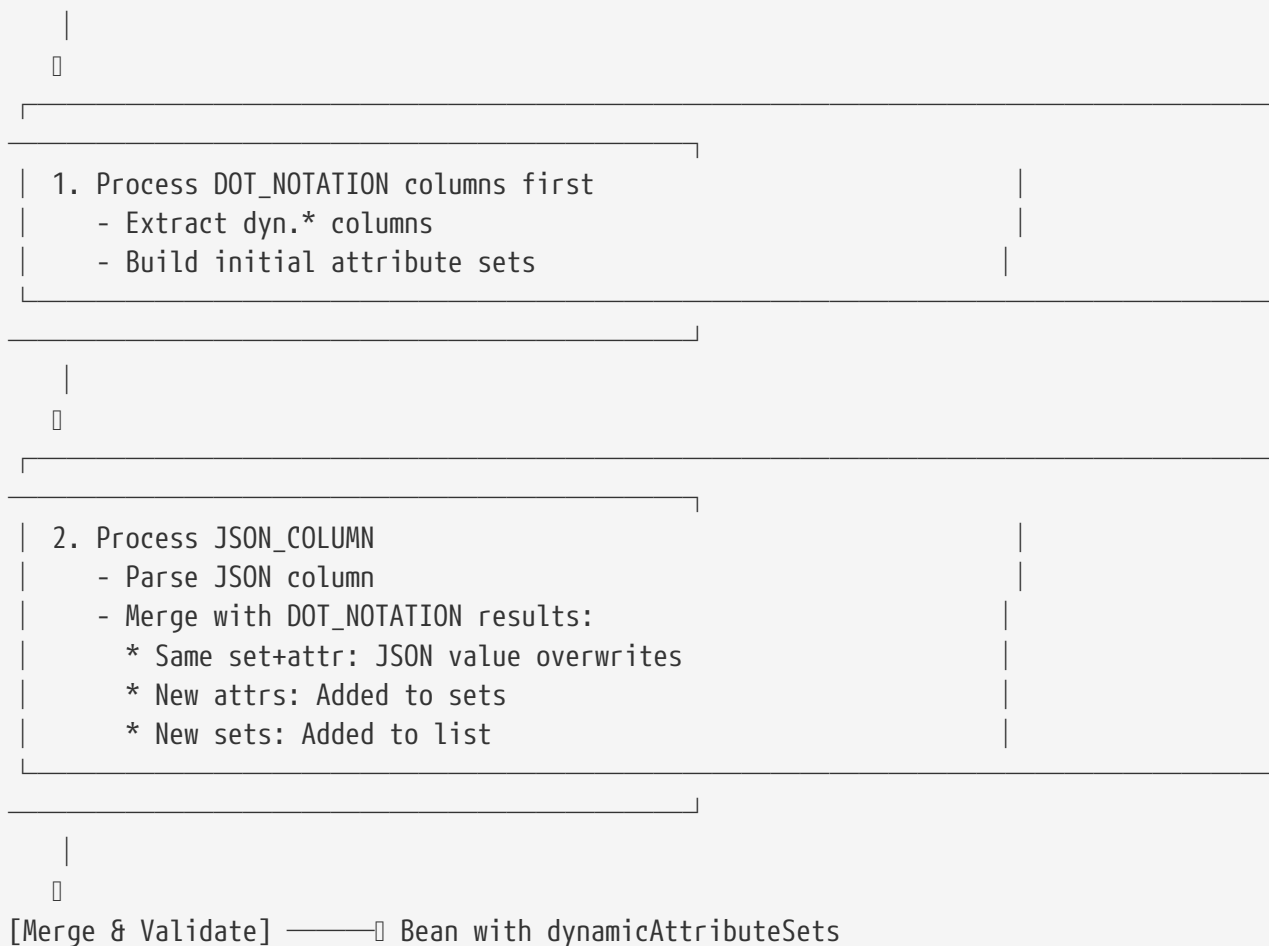 1. Process DOT_NOTATION columns first
- Extract dyn.* columns
- Build initial attribute sets
2. Process JSON_COLUMN
- Parse JSON column
- Merge with DOT_NOTATION results:
* Same set+attr: JSON value overwrites
* New attrs: Added to sets
* New sets: Added to list
[Merge & Validate] ─────▯ Bean with dynamicAttributeSets